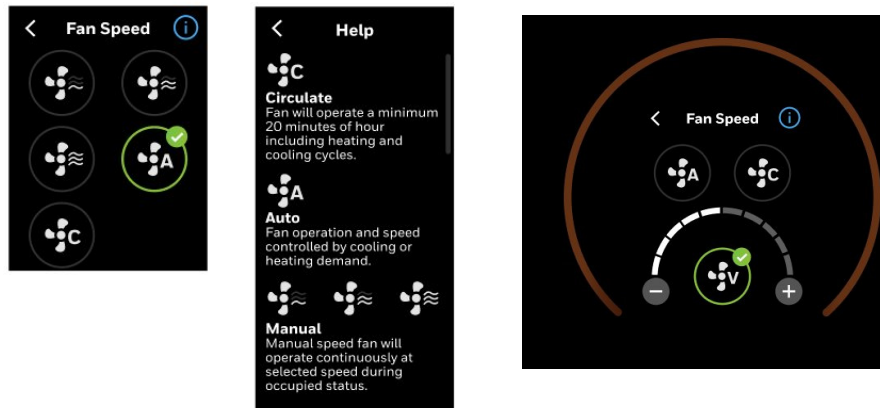 Fan Speed
A
C
Help
C
Circulate
Fan will operate a minimum
20 minutes of hour
including heating and
cooling cycles.
A
Auto
Fan operation and speed
controlled by cooling or
heating demand.
Manual
Manual speed fan will
operate continuously at
selected speed during
occupied status.
Fan Speed
A C
V